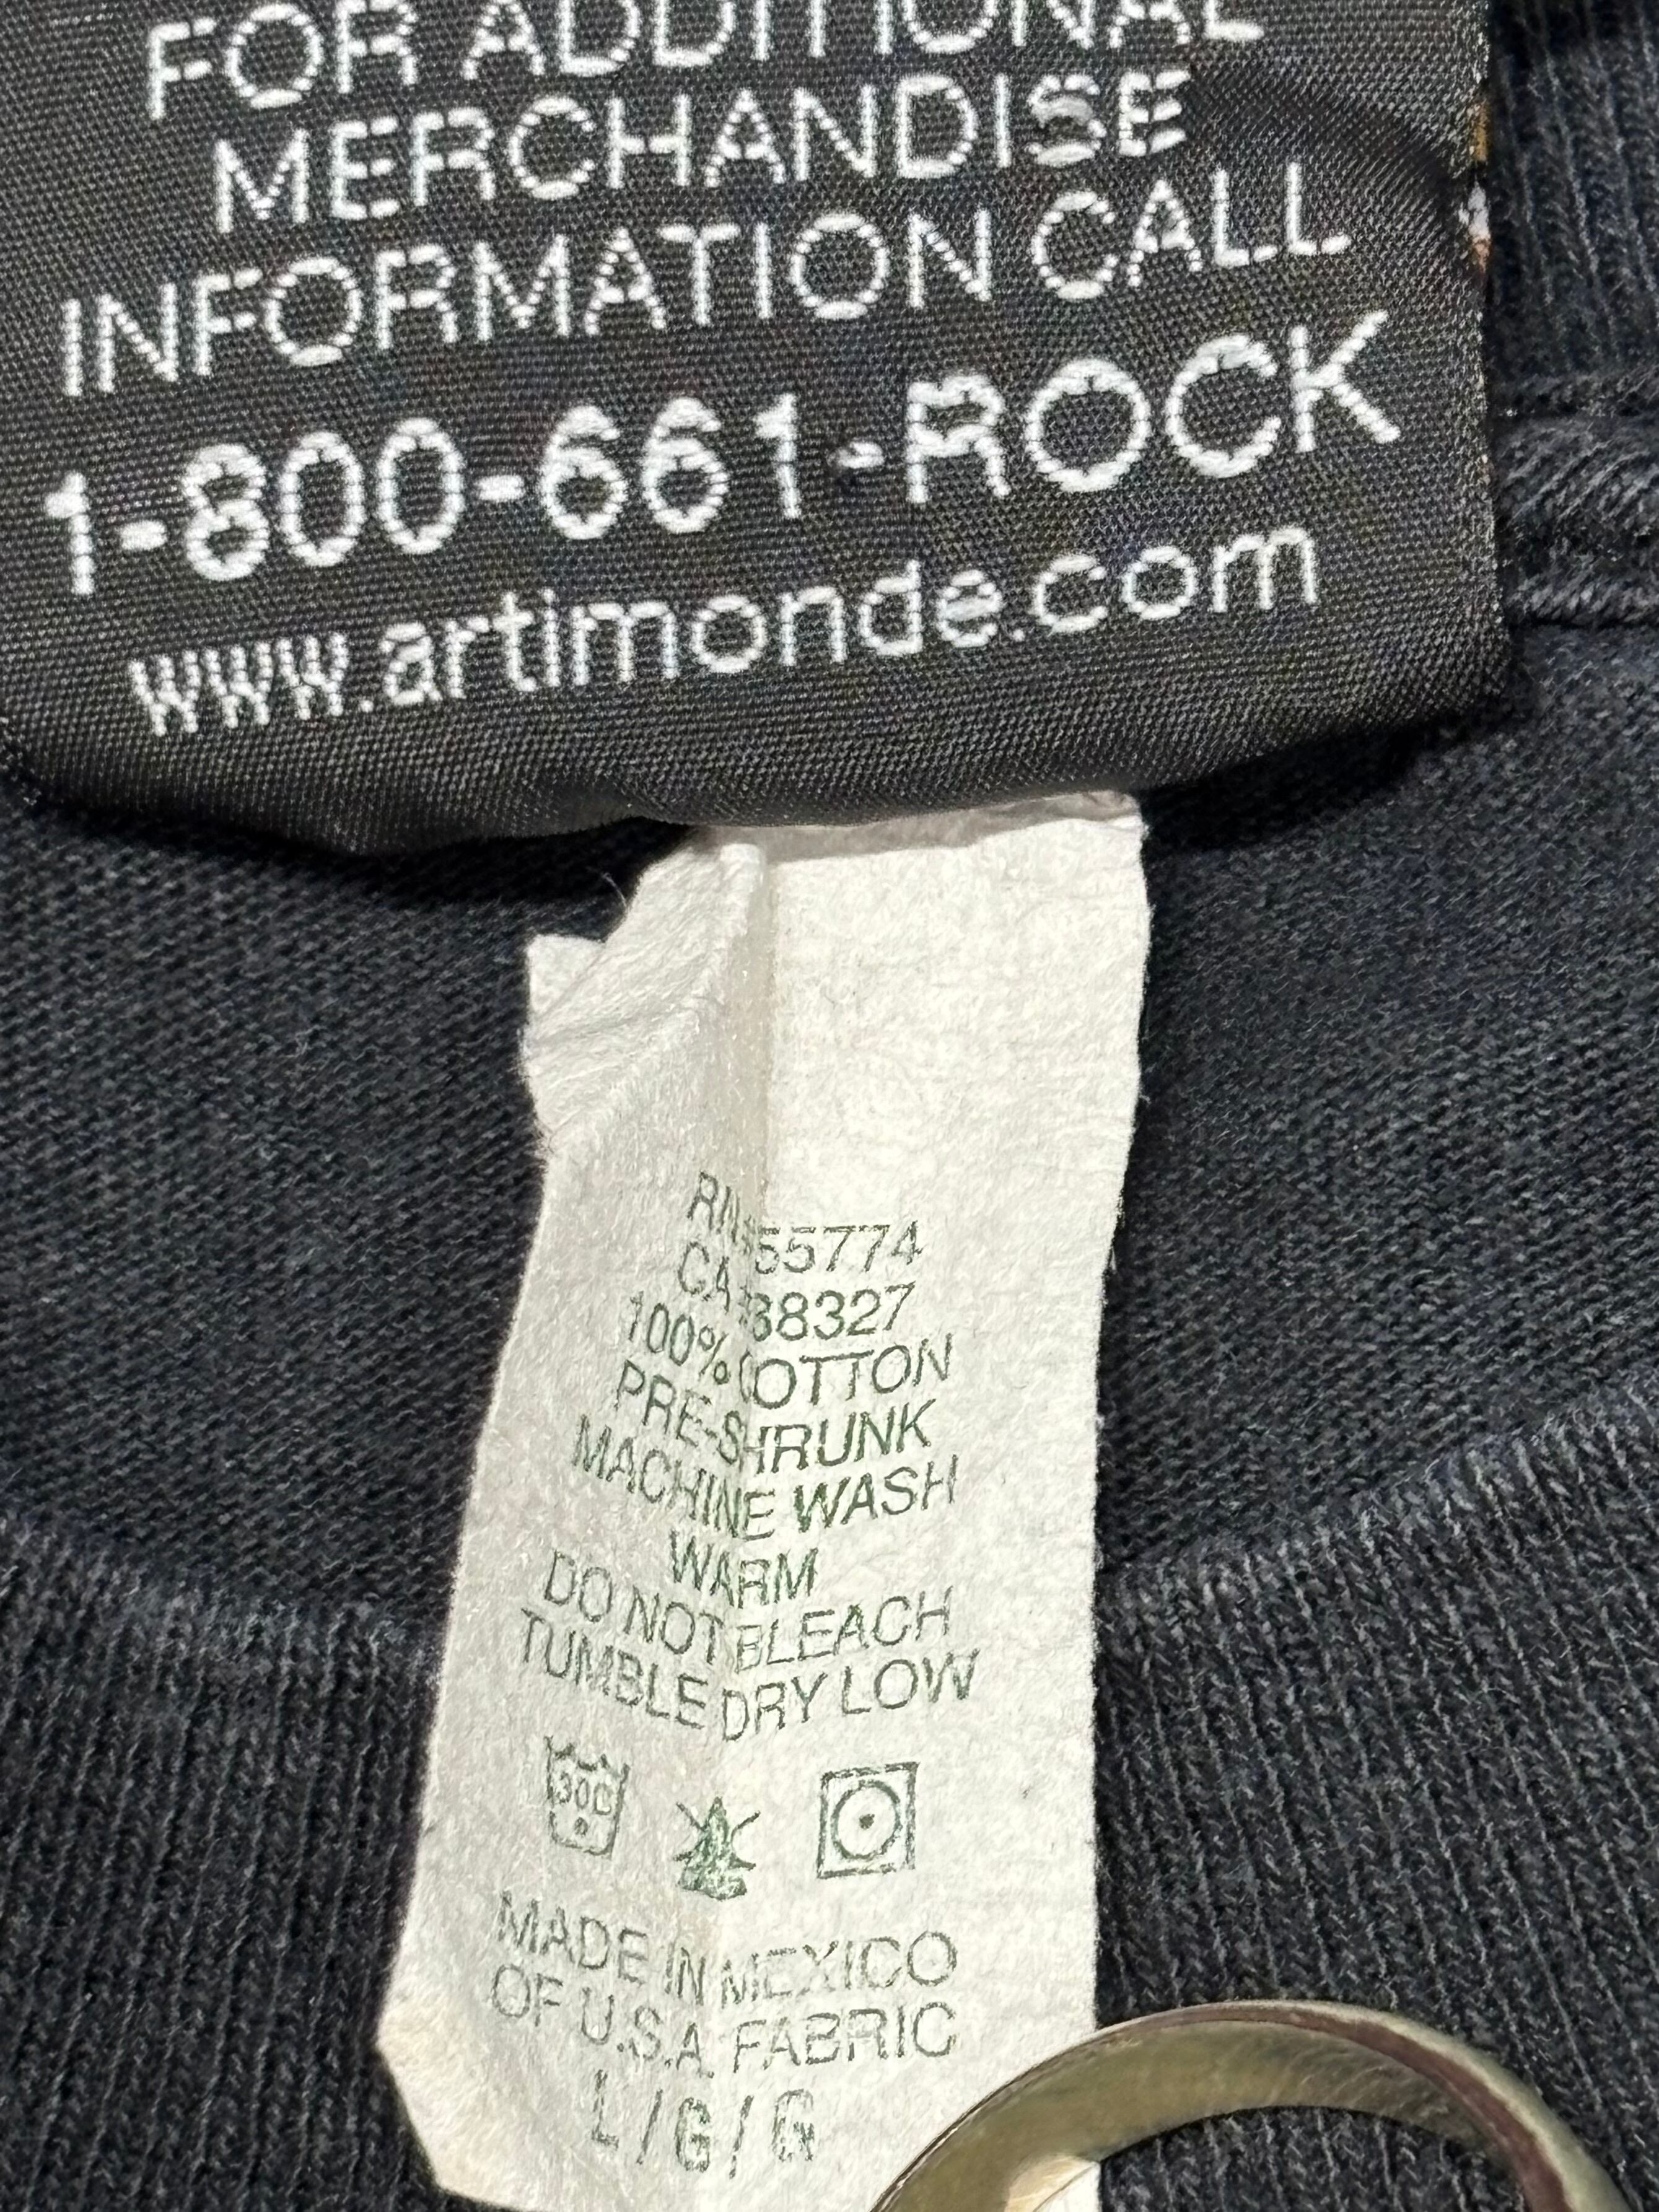 FOR ADDITIONAL
MERCHANDISE
INFORMATION CALL
1-800-661-ROCK
www.artimonde.com
RN#55774
CA#38327
100% COTTON
PRE-SHRUNK
MACHINE WASH
WARM
DO NOT BLEACH
TUMBLE DRY LOW
30C
MADE IN MEXICO
OF U.S.A. FABRIC
L/G/G